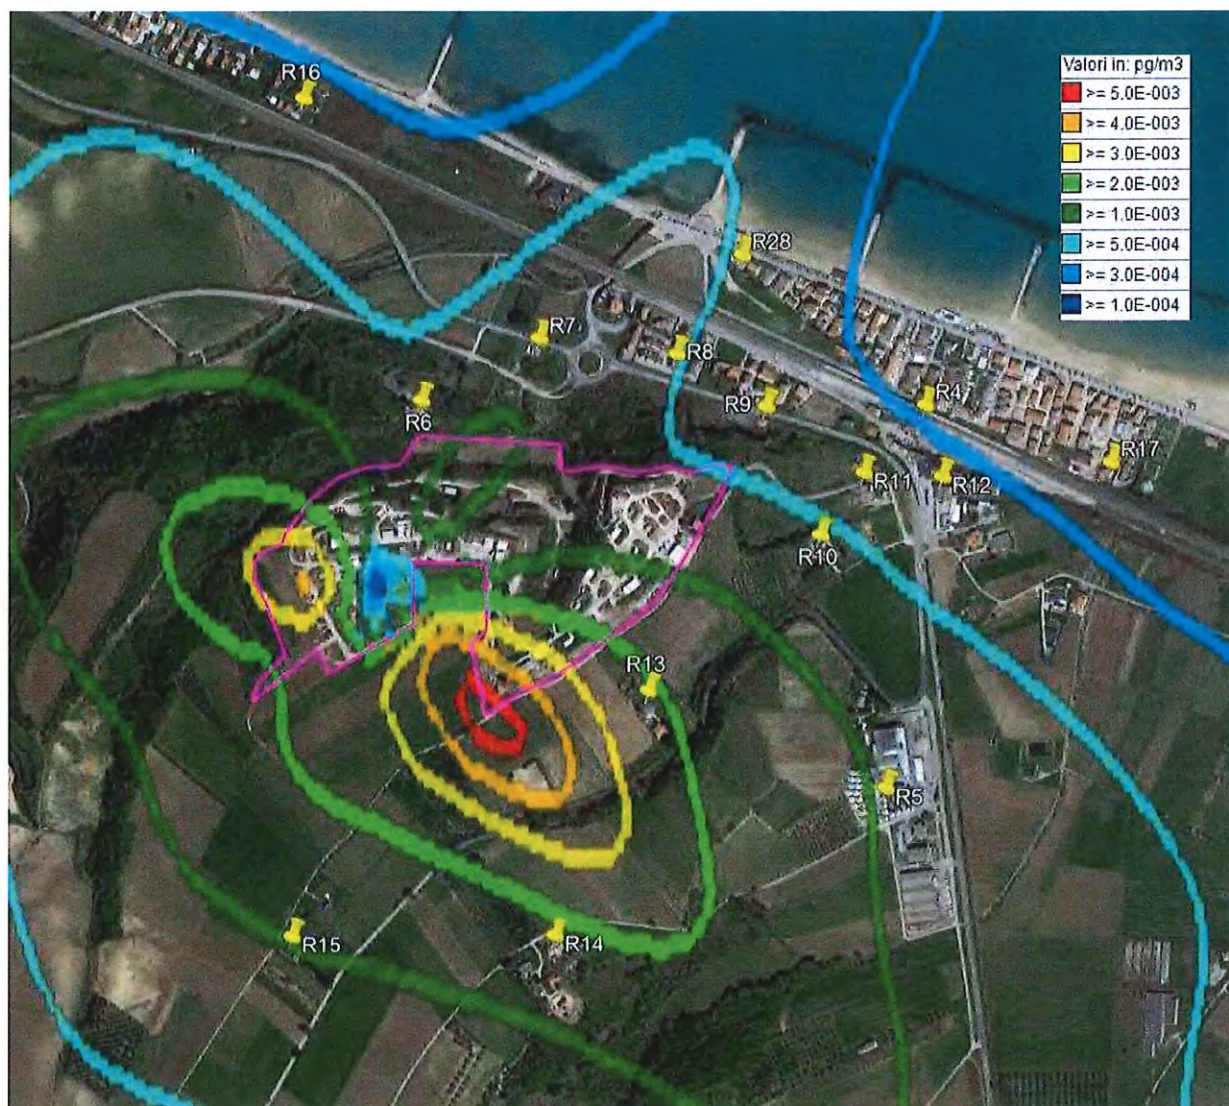 R16
Valori in: pg/m3
>= 5.0E-003
>= 4.0E-003
>= 3.0E-003
>= 2.0E-003
>= 1.0E-003
>= 5.0E-004
>= 3.0E-004
>= 1.0E-004
R28
R7
R8
R6
R9
R4
R17
R11
R12
R10
R13
R5
R15
R14